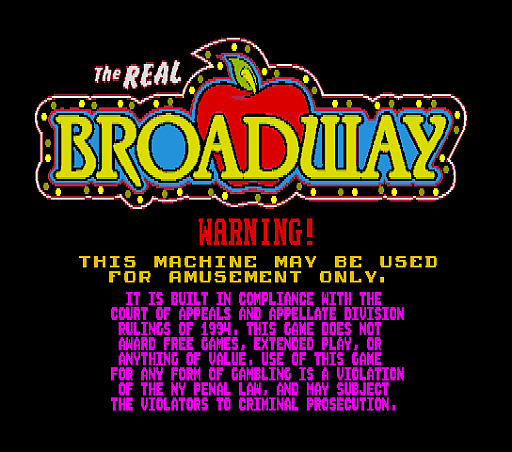 The REAL
BROADWAY
WARNING!
THIS MACHINE MAY BE USED
FOR AMUSEMENT ONLY.
IT IS BUILT IN COMPLIANCE WITH THE
COURT OF APPEALS AND APPELLATE DIVISION
RULINGS OF 1994. THIS GAME DOES NOT
AWARD FREE GAMES, EXTENDED PLAY, OR
ANYTHING OF VALUE. USE OF THIS GAME
FOR ANY FORM OF GAMBLING IS A VIOLATION
OF THE NY PENAL LAW, AND MAY SUBJECT
THE VIOLATORS TO CRIMINAL PROSECUTION.